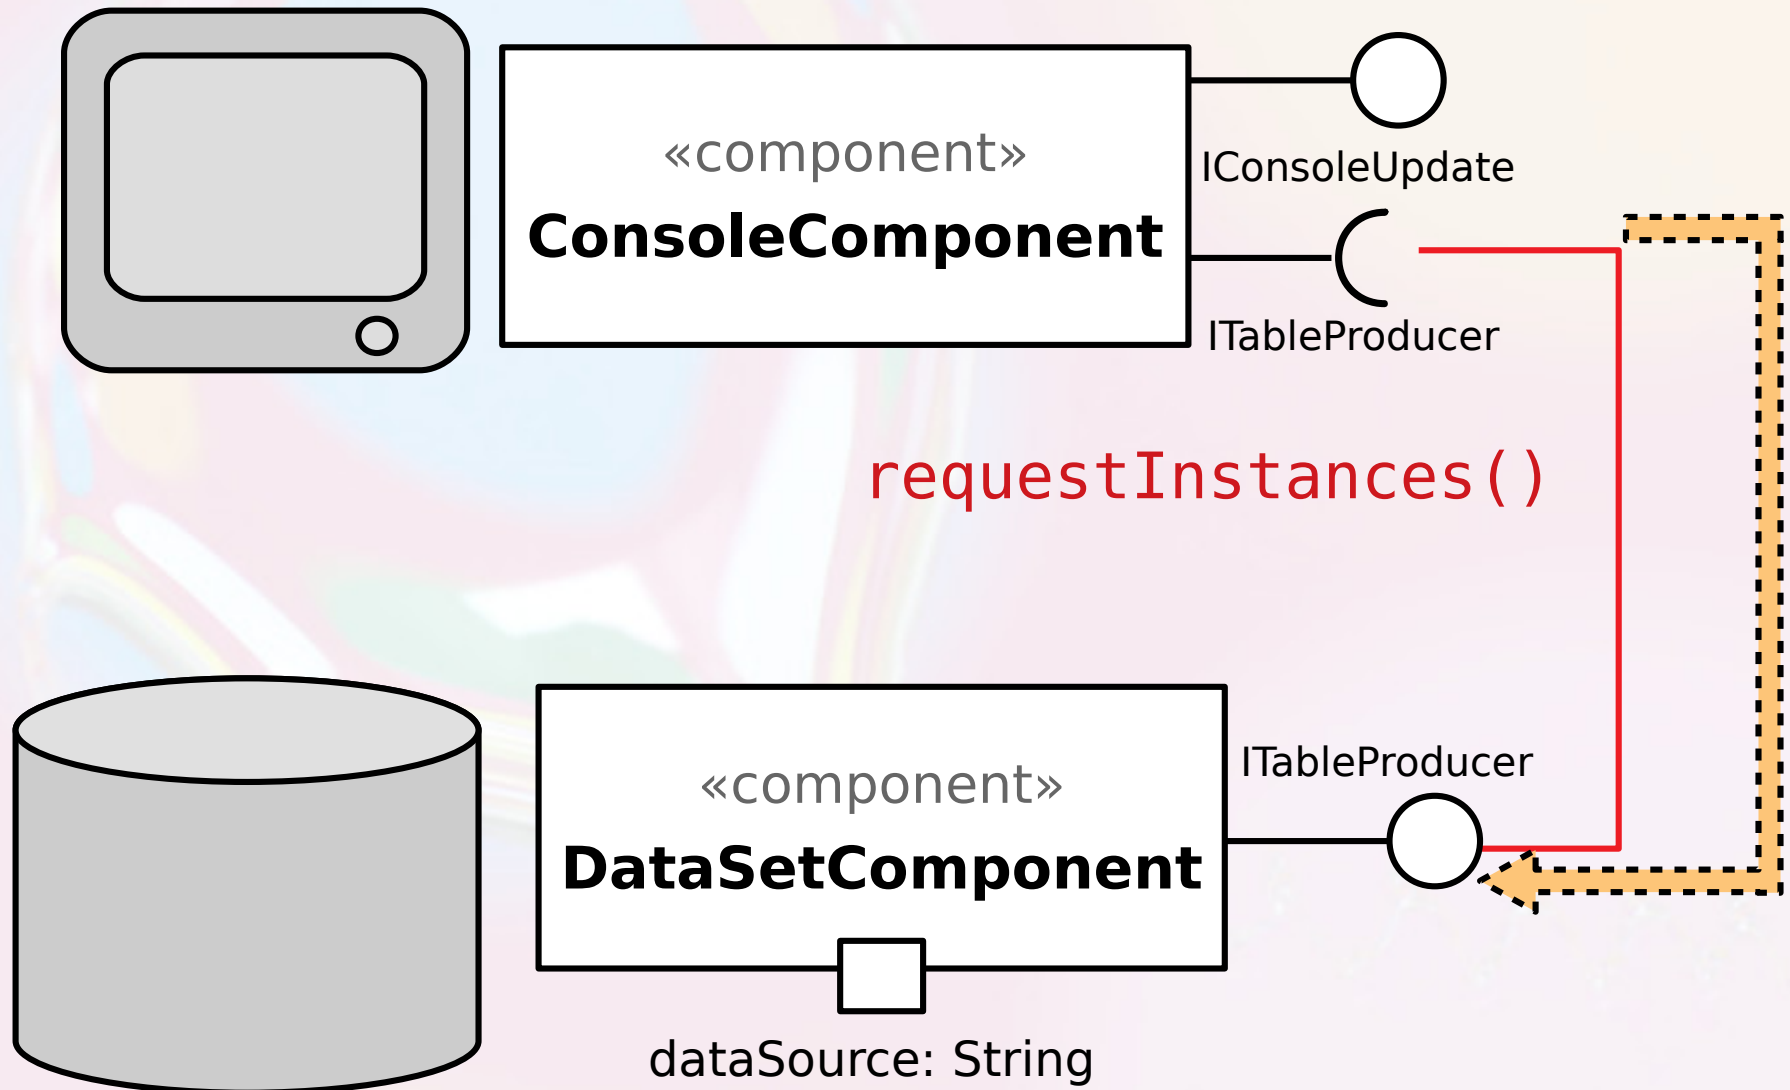 «component»
ConsoleComponent
IConsoleUpdate
ITableProducer
requestInstances()
«component»
DataSetComponent
ITableProducer
dataSource: String